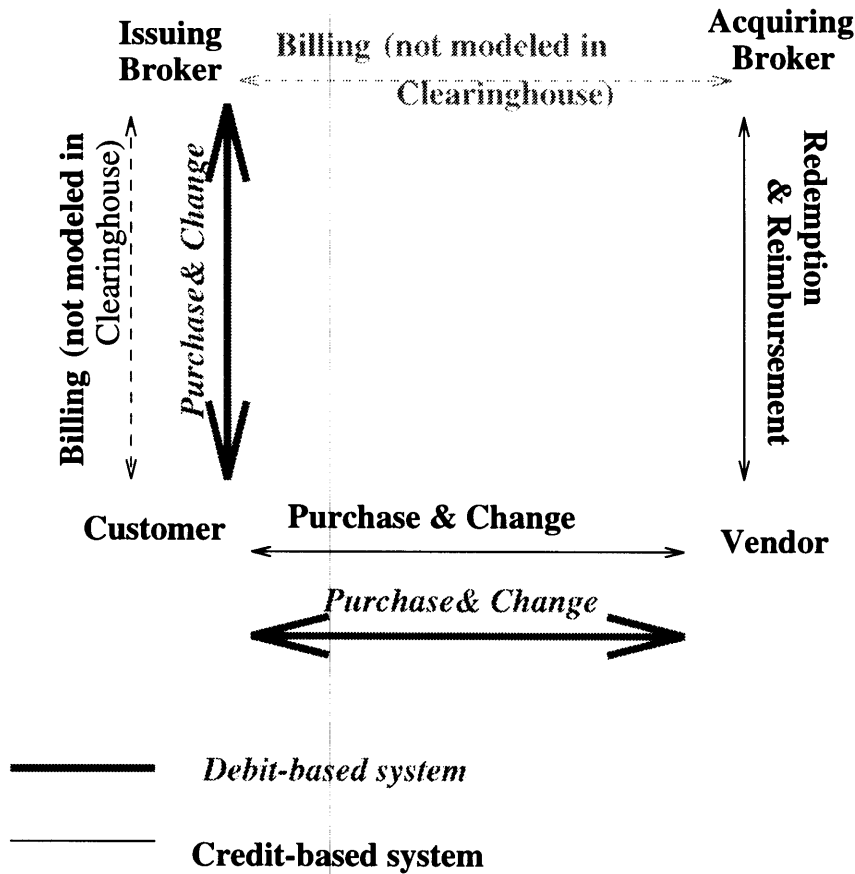 Issuing
Broker
Billing (not modeled in
Clearinghouse)
Acquiring
Broker
Billing (not modeled in
Clearinghouse)
Purchase& Change
Redemption
& Reimbursement
Customer
Purchase & Change
Vendor
Purchase& Change
Debit-based system
Credit-based system